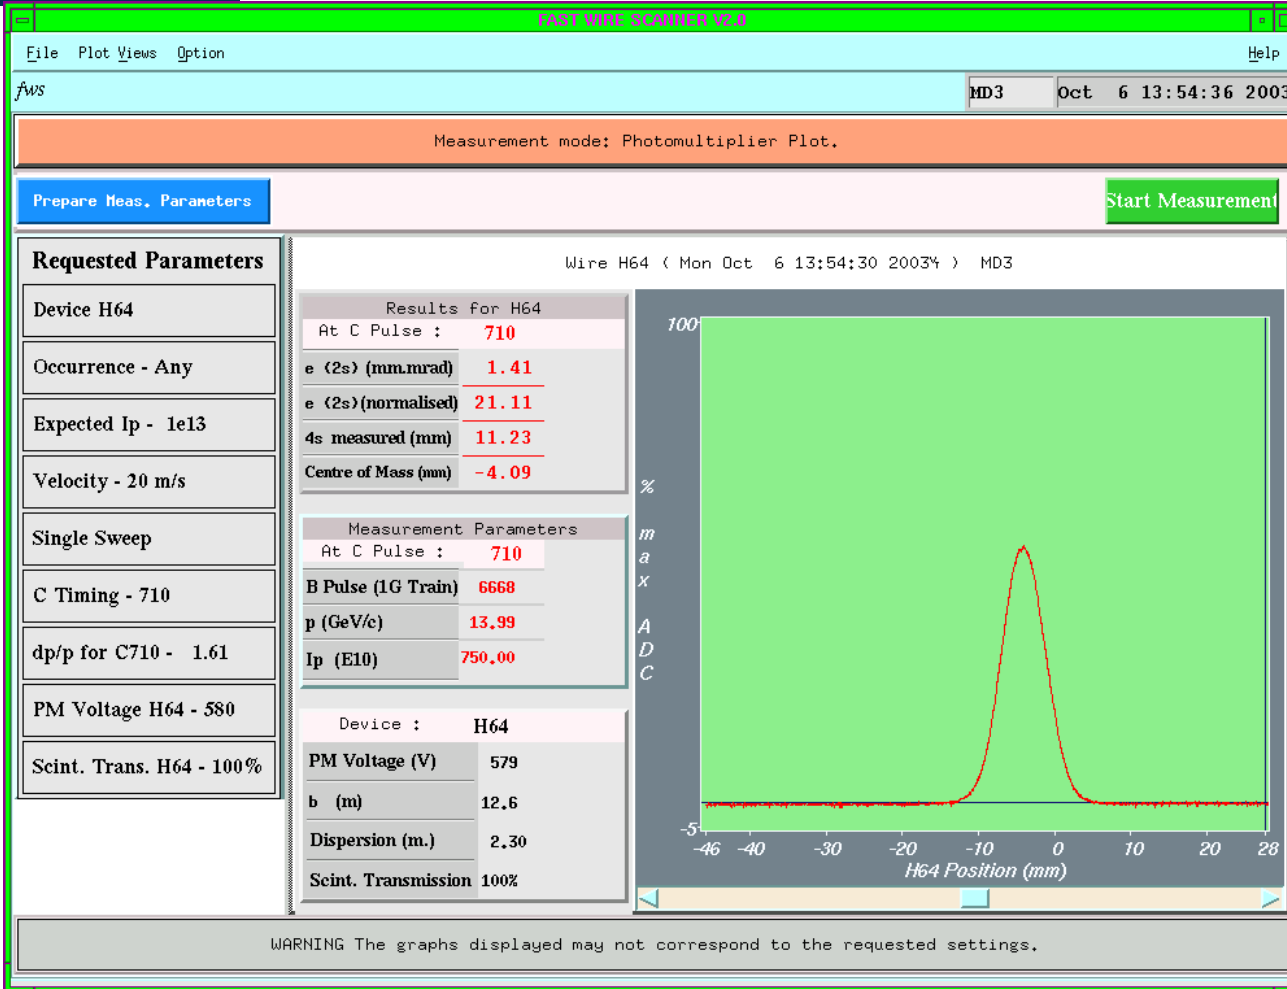 FAST WIRE SCANNER V2.0
File Plot Views Option Help
fws MD3 Oct 6 13:54:36 2003
Measurement mode: Photomultiplier Plot.
Prepare Meas. Parameters Start Measurement
Requested Parameters
Device H64
Occurrence - Any
Expected Ip - 1e13
Velocity - 20 m/s
Single Sweep
C Timing - 710
dp/p for C710 - 1.61
PM Voltage H64 - 580
Scint. Trans. H64 - 100%
Wire H64 ( Mon Oct 6 13:54:30 2003¾ ) MD3
Results for H64
At C Pulse : 710
e (2s) (mm.mrad) 1.41
e (2s)(normalised) 21.11
4s measured (mm) 11.23
Centre of Mass (mm) -4.09
Measurement Parameters
At C Pulse : 710
B Pulse (1G Train) 6668
p (GeV/c) 13.99
Ip (E10) 750.00
Device : H64
PM Voltage (V) 579
b (m) 12.6
Dispersion (m.) 2.30
Scint. Transmission 100%
100
% max ADC
-5
-46 -40 -30 -20 -10 0 10 20 28
H64 Position (mm)
WARNING The graphs displayed may not correspond to the requested settings.